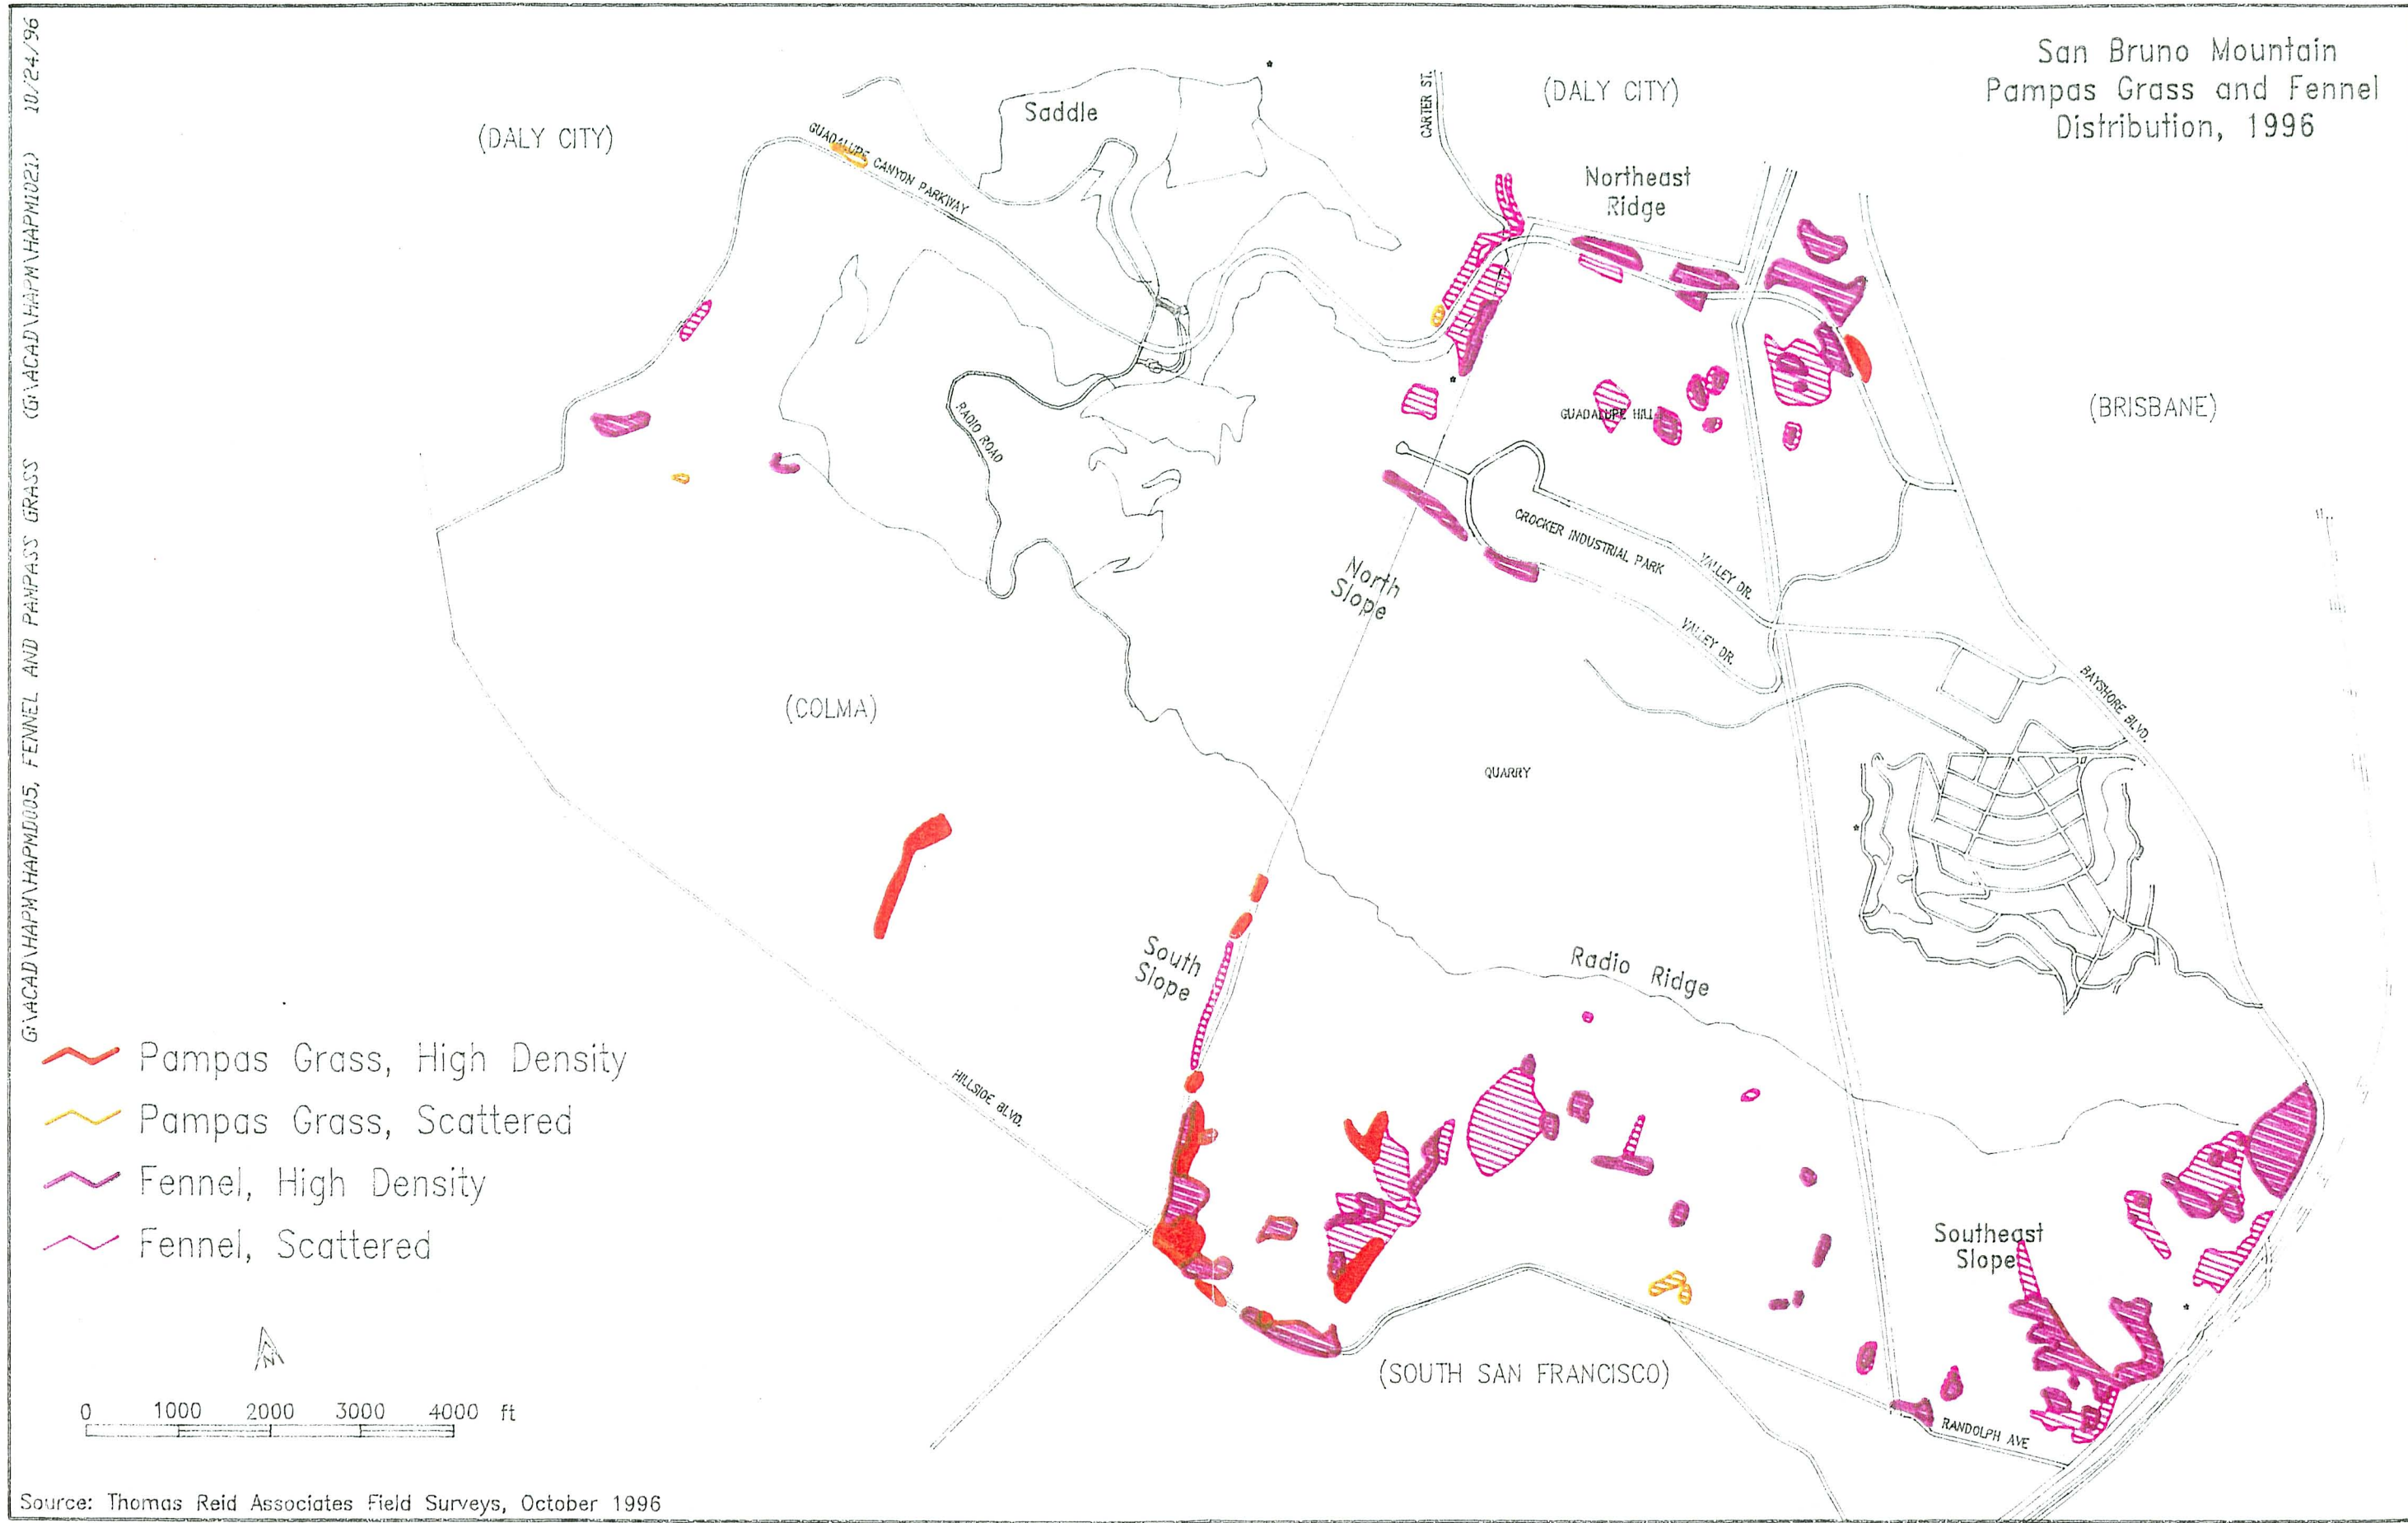 San Bruno Mountain
Pampas Grass and Fennel
Distribution, 1996
G:\ACAD\HAPM\HAPMD005, FENNEL AND PAMPASS GRASS (G:\ACAD\HAPM\HAPM1021) 10/24/96
(DALY CITY)
Saddle
CARTER ST.
(DALY CITY)
GUADALUPE CANYON PARKWAY
Northeast
Ridge
RADIO ROAD
GUADALUPE HILL
(BRISBANE)
CROCKER INDUSTRIAL PARK
VALLEY DR.
North
Slope
VALLEY DR.
(COLMA)
BAYSHORE BLVD.
QUARRY
South
Slope
Radio Ridge
HILLSIDE BLVD.
Pampas Grass, High Density
Pampas Grass, Scattered
Fennel, High Density
Fennel, Scattered
Southeast
Slope
N
(SOUTH SAN FRANCISCO)
RANDOLPH AVE
0 1000 2000 3000 4000 ft
Source: Thomas Reid Associates Field Surveys, October 1996